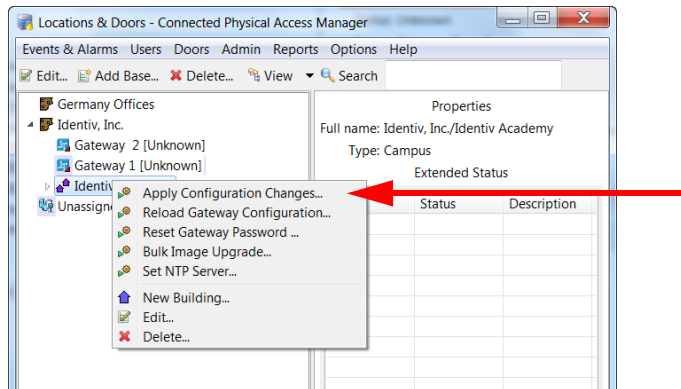 Locations & Doors - Connected Physical Access Manager
Events & Alarms Users Doors Admin Reports Options Help
Edit... Add Base... Delete... View Search
Germany Offices
Identiv, Inc.
Gateway 2 [Unknown]
Gateway 1 [Unknown]
Identiv
Unassign
Apply Configuration Changes...
Reload Gateway Configuration...
Reset Gateway Password ...
Bulk Image Upgrade...
Set NTP Server...
New Building...
Edit...
Delete...
Properties
Full name: Identiv, Inc./Identiv Academy
Type: Campus
Extended Status
Status Description